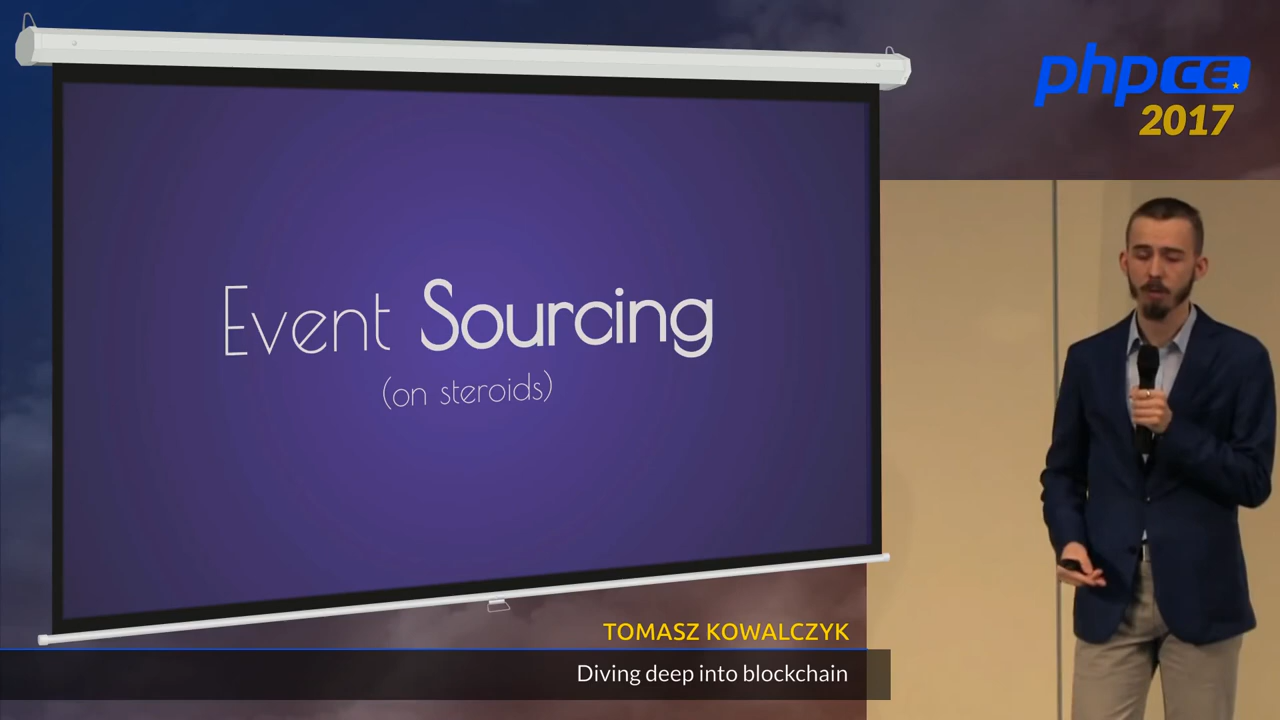 phpCE
2017
Event Sourcing
(on steroids)
TOMASZ KOWALCZYK
Diving deep into blockchain